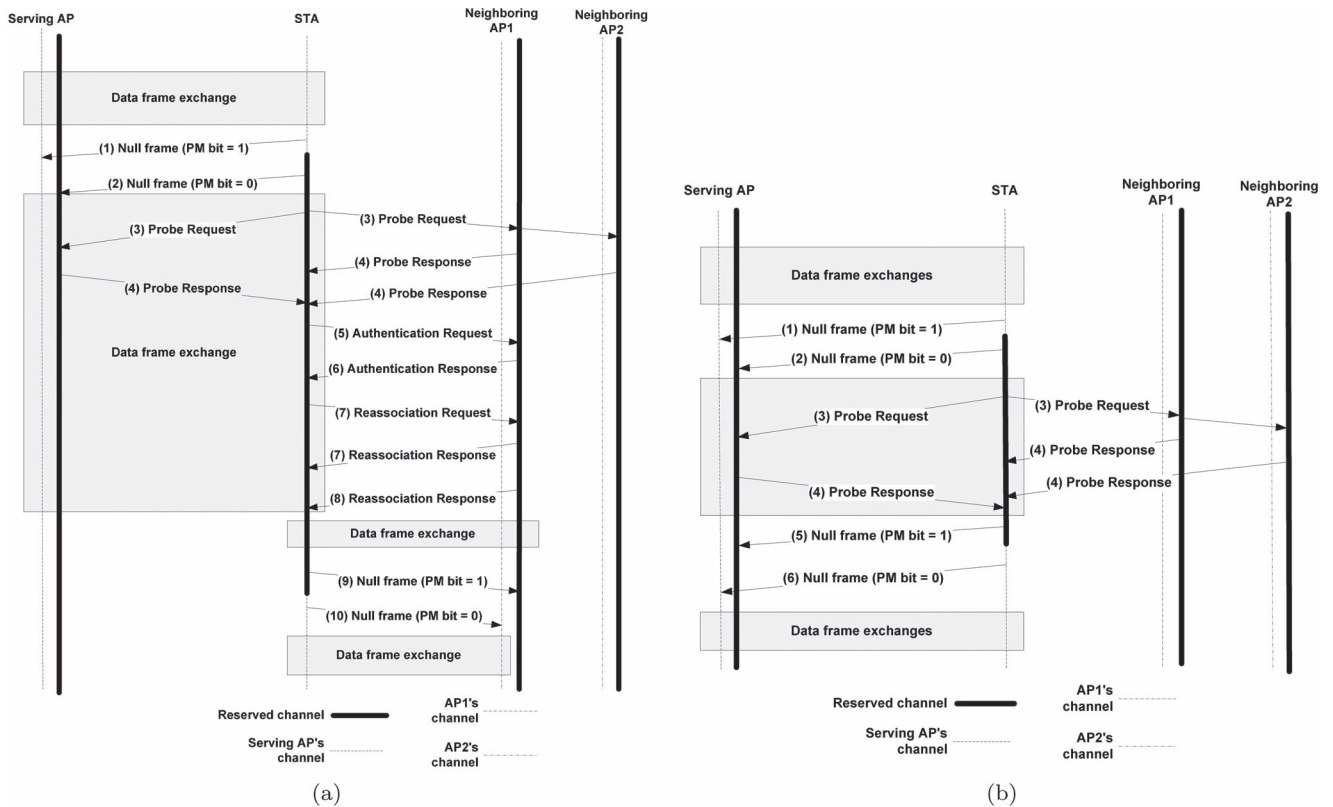 Serving AP
STA
Neighboring
AP1
Neighboring
AP2
Data frame exchange
(1) Null frame (PM bit = 1)
(2) Null frame (PM bit = 0)
(3) Probe Request
(3) Probe Request
(4) Probe Response
(4) Probe Response
(4) Probe Response
(5) Authentication Request
Data frame exchange
(6) Authentication Response
(7) Reassociation Request
(7) Reassociation Response
(8) Reassociation Response
Data frame exchange
(9) Null frame (PM bit = 1)
(10) Null frame (PM bit = 0)
Data frame exchange
Reserved channel
AP1's
channel
Serving AP's
channel
AP2's
channel
(a)
Serving AP
STA
Neighboring
AP1
Neighboring
AP2
Data frame exchanges
(1) Null frame (PM bit = 1)
(2) Null frame (PM bit = 0)
(3) Probe Request
(3) Probe Request
(4) Probe Response
(4) Probe Response
(4) Probe Response
(5) Null frame (PM bit = 1)
(6) Null frame (PM bit = 0)
Data frame exchanges
Reserved channel
AP1's
channel
Serving AP's
channel
AP2's
channel
(b)